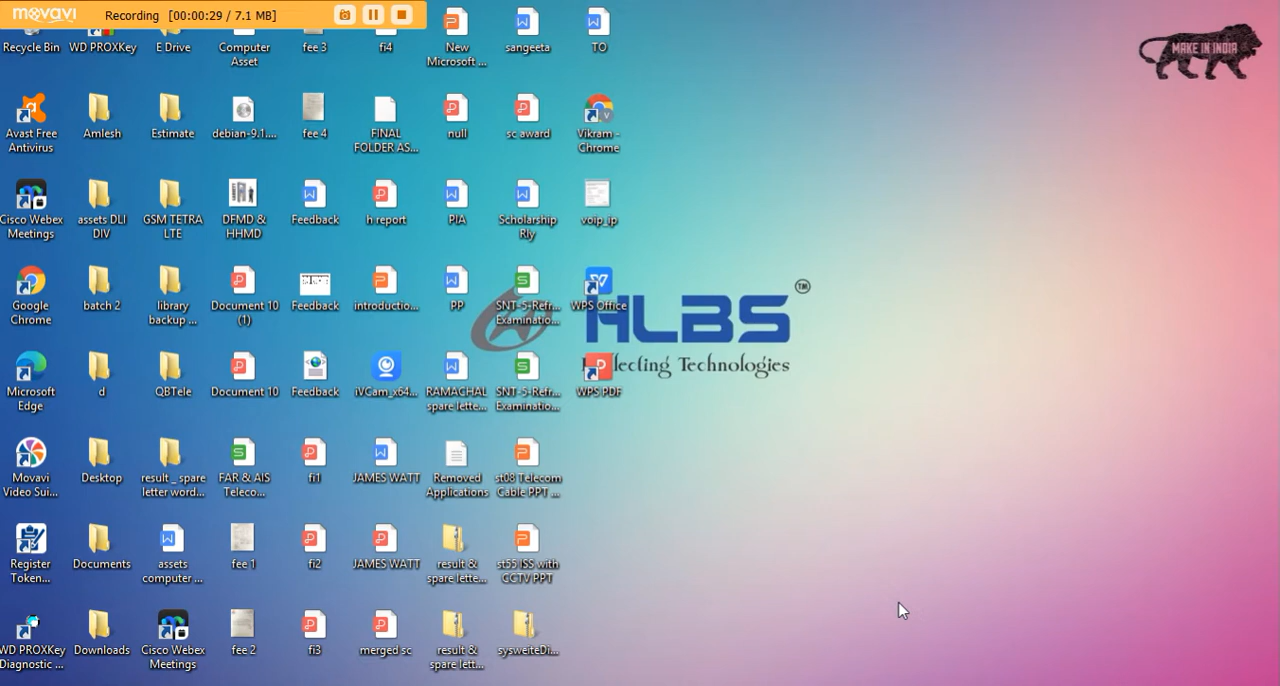 movavi
Recording [00:00:29 / 7.1 MB]
MAKE IN INDIA
Recycle Bin
WD PROXKey
E Drive
Computer
Asset
fee 3
fi4
New
Microsoft ...
sangeeta
TO
Avast Free
Antivirus
Amlesh
Estimate
debian-9.1....
fee 4
FINAL
FOLDER AS...
null
sc award
Vikram -
Chrome
Cisco Webex
Meetings
assets DLI
DIV
GSM TETRA
LTE
DFMD &
HHMD
Feedback
h report
PIA
Scholarship
Rly
voip_ip
Google
Chrome
batch 2
library
backup ...
Document 10
(1)
Feedback
introductio...
PP
SNT-5-Refr...
Examinatio...
WPS Office
HLBS
TM
lecting Technologies
Microsoft
Edge
d
QBTele
Document 10
Feedback
iVCam_x64...
RAMACHAL
spare lette...
SNT-5-Refr...
Examinatio...
WPS PDF
Movavi
Video Sui...
Desktop
result _ spare
letter word...
FAR & AIS
Teleco...
fi1
JAMES WATT
Removed
Applications
st08 Telecom
Cable PPT ...
Register
Token...
Documents
assets
computer ...
fee 1
fi2
JAMES WATT
result &
spare lette...
st55 ISS with
CCTV PPT
WD PROXKey
Diagnostic ...
Downloads
Cisco Webex
Meetings
fee 2
fi3
merged sc
result &
spare lett...
sysweiteDi...